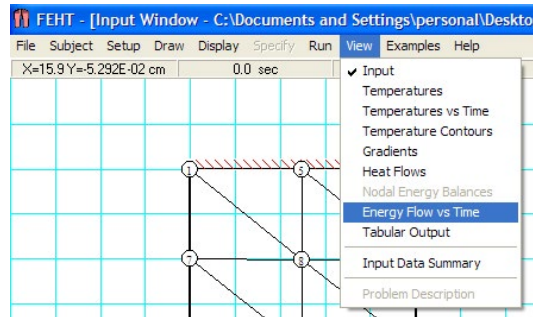 FEHT - [Input Window - C:\Documents and Settings\personal\Deskto
File Subject Setup Draw Display Specify Run View Examples Help
X=15.9 Y=-5.292E-02 cm 0.0 sec
Input
Temperatures
Temperatures vs Time
Temperature Contours
Gradients
Heat Flows
Nodal Energy Balances
Energy Flow vs Time
Tabular Output
Input Data Summary
Problem Description
1 5
7 8